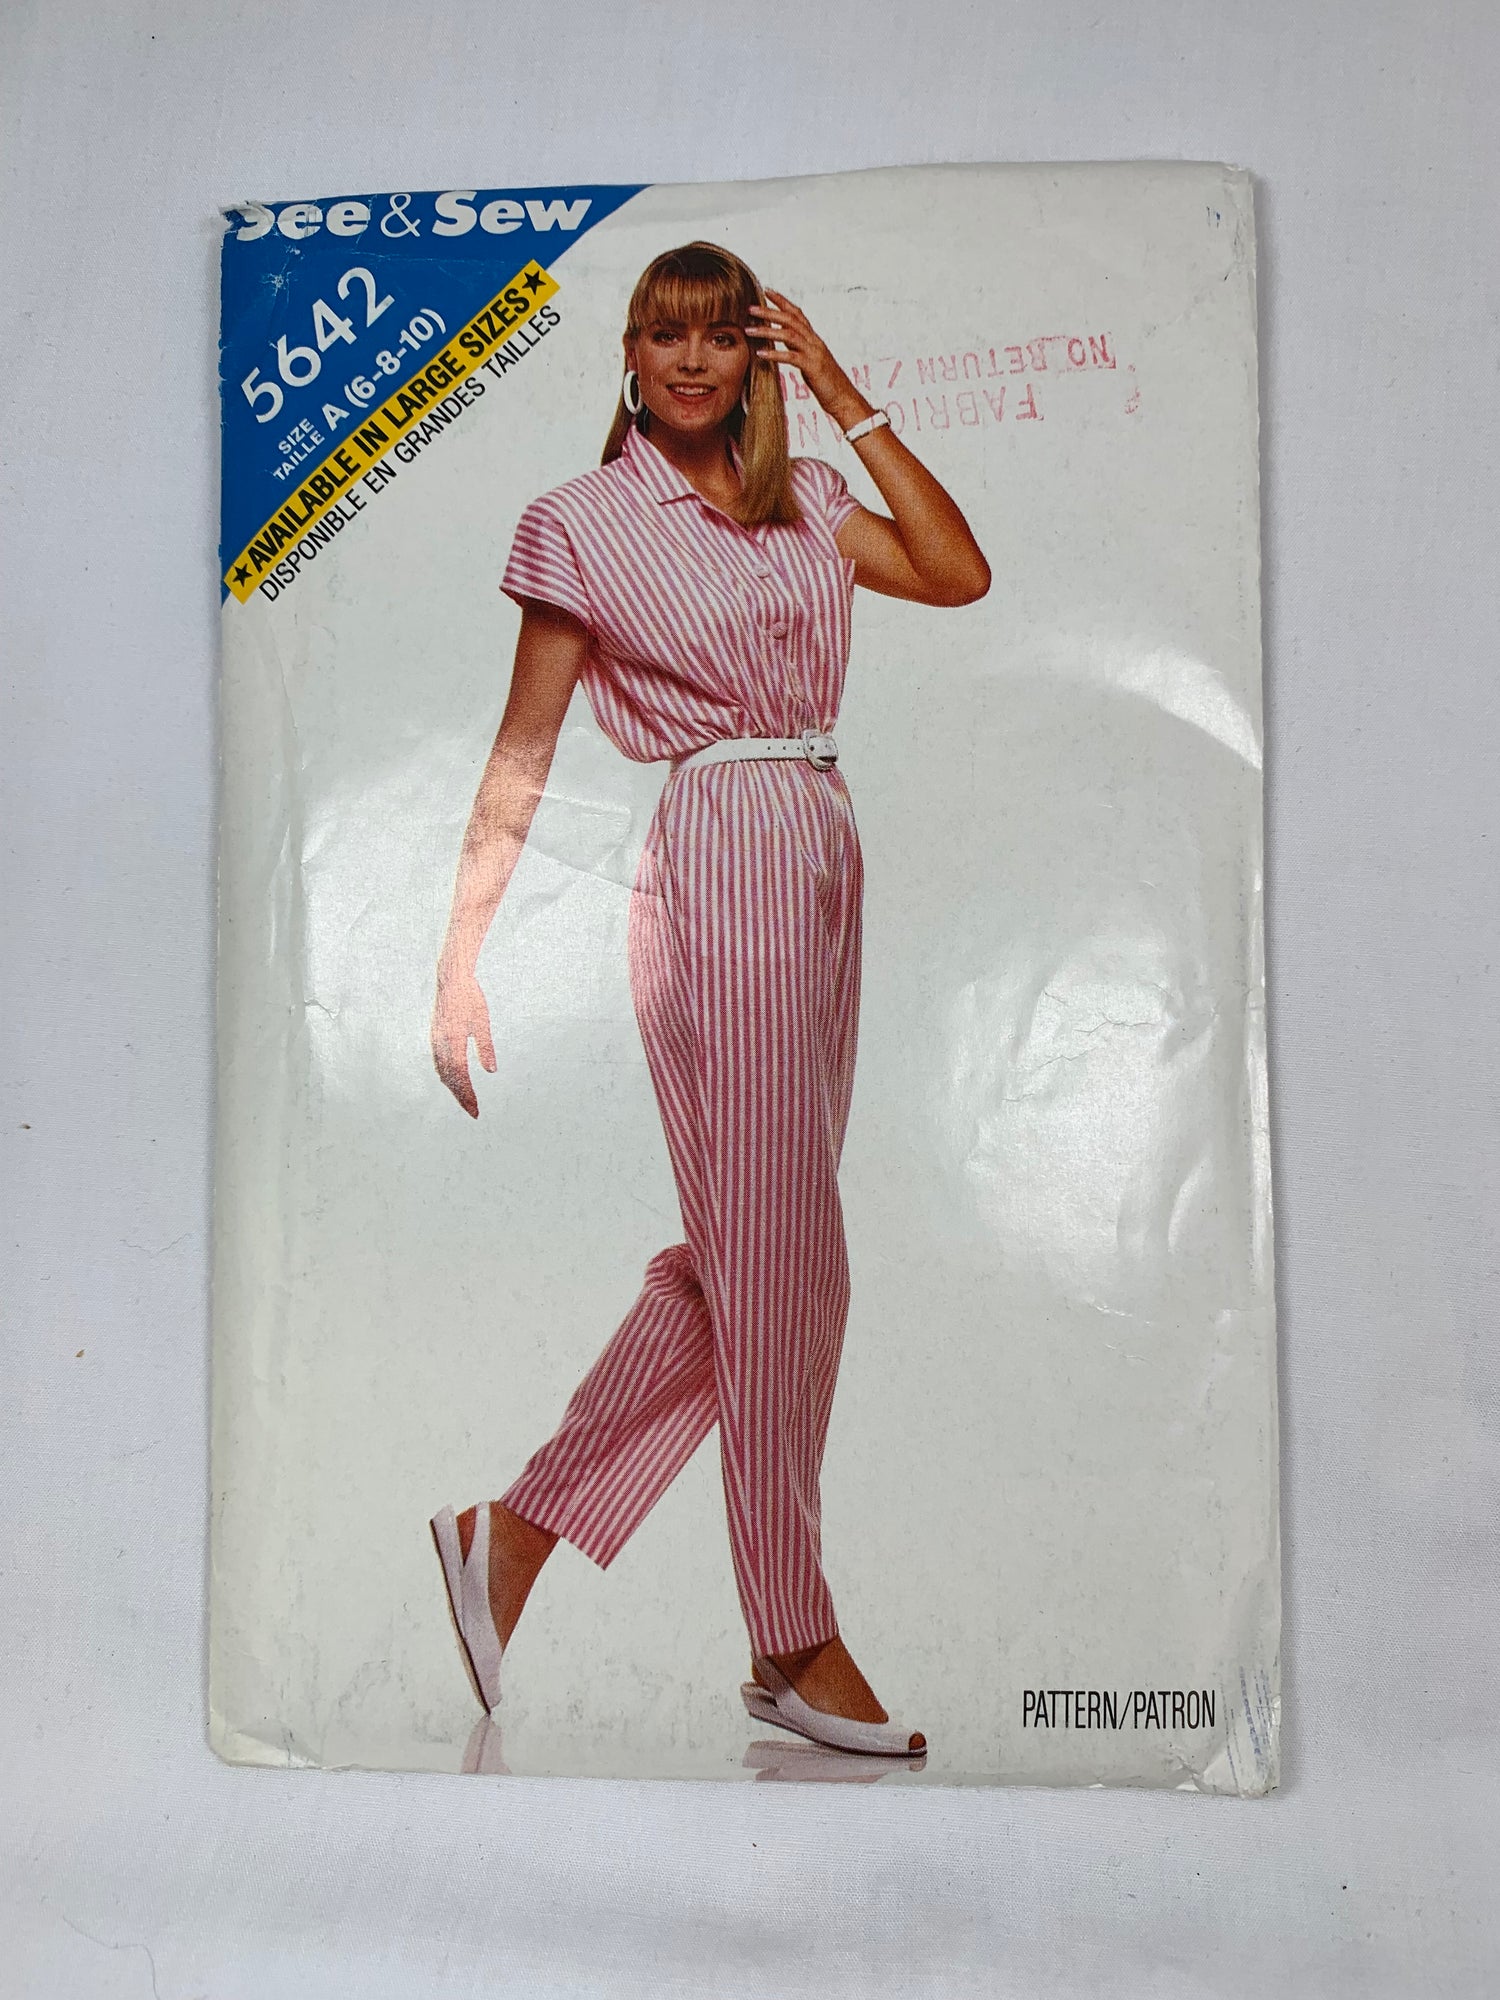 See & Sew
5642
SIZE
TAILLE A (6-8-10)
★AVAILABLE IN LARGE SIZES★
DISPONIBLE EN GRANDES TAILLES
NO RETURN / N
PATTERN/PATRON